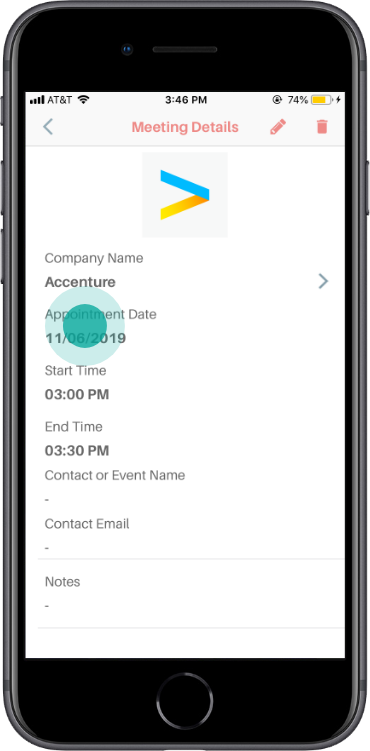 AT&T 3:46 PM 74%
Meeting Details
Company Name
Accenture
Appointment Date
11/06/2019
Start Time
03:00 PM
End Time
03:30 PM
Contact or Event Name
-
Contact Email
-
Notes
-